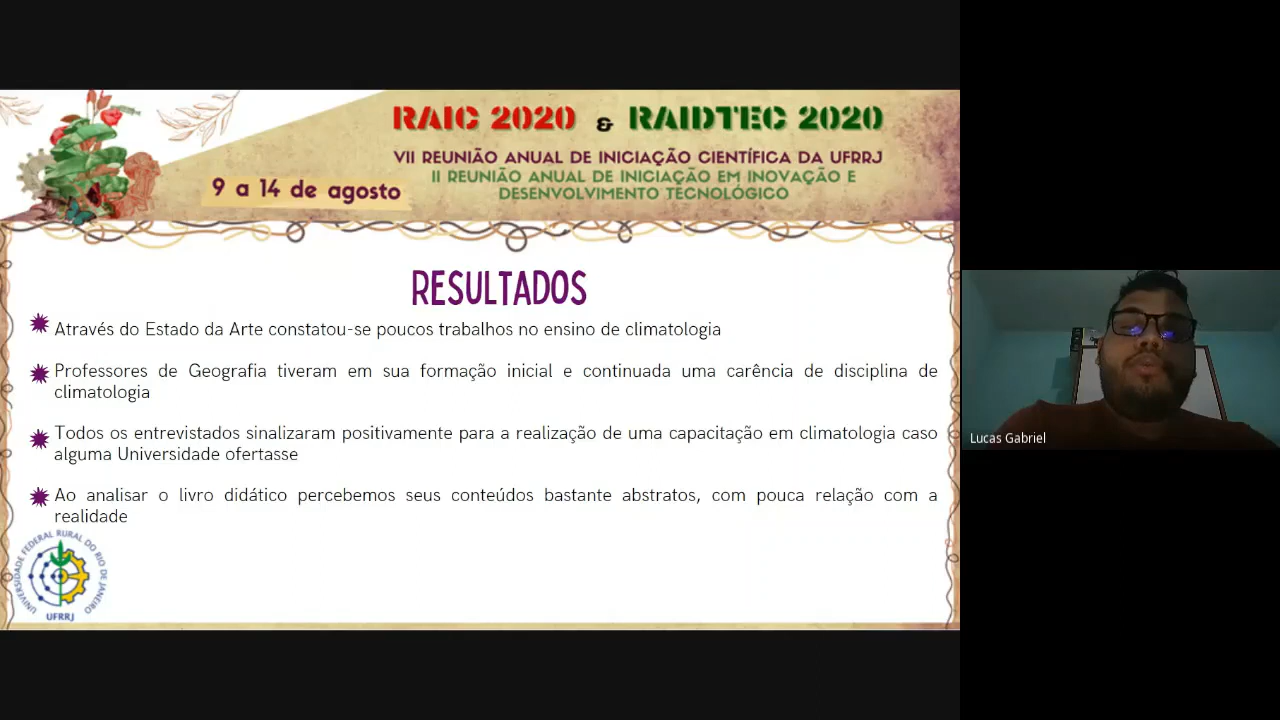 RAIC 2020 & RAIDTEC 2020
VII REUNIÃO ANUAL DE INICIAÇÃO CIENTÍFICA DA UFRRJ
II REUNIÃO ANUAL DE INICIAÇÃO EM INOVAÇÃO E
DESENVOLVIMENTO TECNOLÓGICO
9 a 14 de agosto
RESULTADOS
Através do Estado da Arte constatou-se poucos trabalhos no ensino de climatologia
Professores de Geografia tiveram em sua formação inicial e continuada uma carência de disciplina de
climatologia
Todos os entrevistados sinalizaram positivamente para a realização de uma capacitação em climatologia caso
alguma Universidade ofertasse
Ao analisar o livro didático percebemos seus conteúdos bastante abstratos, com pouca relação com a
realidade
UNIVERSIDADE FEDERAL RURAL DO RIO DE JANEIRO
UFRRJ
Lucas Gabriel